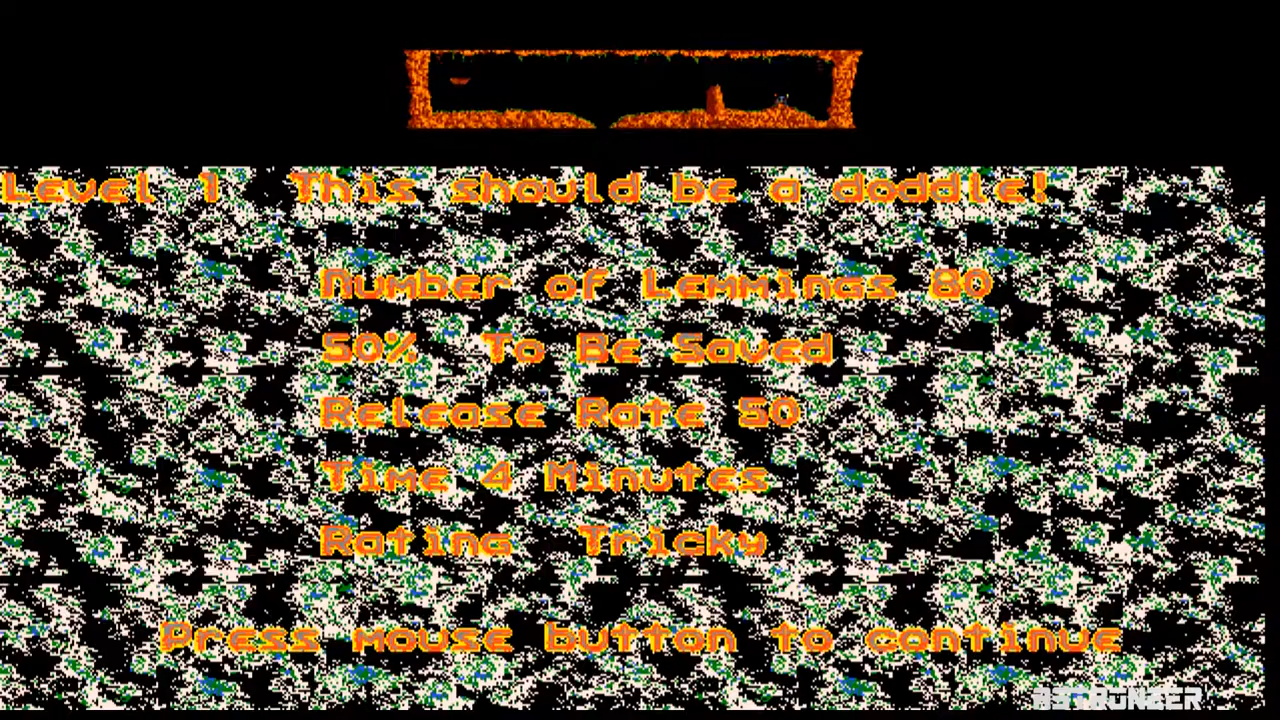 Level 1 This should be a doddle!
Number of Lemmings 80
50% To Be Saved
Release Rate 50
Time 4 Minutes
Rating Tricky
Press mouse button to continue